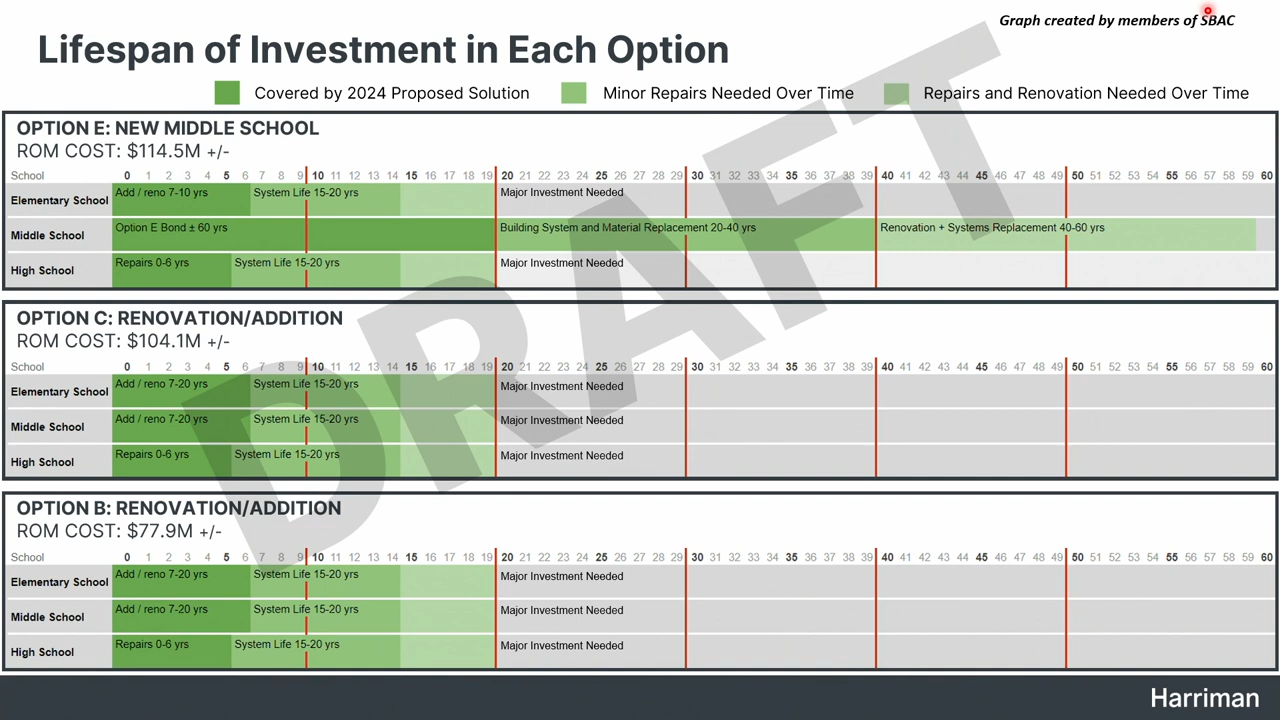 Graph created by members of SBAC
Lifespan of Investment in Each Option
Covered by 2024 Proposed Solution Minor Repairs Needed Over Time Repairs and Renovation Needed Over Time
OPTION E: NEW MIDDLE SCHOOL
ROM COST: $114.5M +/-
School 0 1 2 3 4 5 6 7 8 9 10 11 12 13 14 15 16 17 18 19 20 21 22 23 24 25 26 27 28 29 30 31 32 33 34 35 36 37 38 39 40 41 42 43 44 45 46 47 48 49 50 51 52 53 54 55 56 57 58 59 60
Elementary School Add / reno 7-10 yrs System Life 15-20 yrs Major Investment Needed
Middle School Option E Bond ± 60 yrs Building System and Material Replacement 20-40 yrs Renovation + Systems Replacement 40-60 yrs
High School Repairs 0-6 yrs System Life 15-20 yrs Major Investment Needed
OPTION C: RENOVATION/ADDITION
ROM COST: $104.1M +/-
School 0 1 2 3 4 5 6 7 8 9 10 11 12 13 14 15 16 17 18 19 20 21 22 23 24 25 26 27 28 29 30 31 32 33 34 35 36 37 38 39 40 41 42 43 44 45 46 47 48 49 50 51 52 53 54 55 56 57 58 59 60
Elementary School Add / reno 7-20 yrs System Life 15-20 yrs Major Investment Needed
Middle School Add / reno 7-20 yrs System Life 15-20 yrs Major Investment Needed
High School Repairs 0-6 yrs System Life 15-20 yrs Major Investment Needed
OPTION B: RENOVATION/ADDITION
ROM COST: $77.9M +/-
School 0 1 2 3 4 5 6 7 8 9 10 11 12 13 14 15 16 17 18 19 20 21 22 23 24 25 26 27 28 29 30 31 32 33 34 35 36 37 38 39 40 41 42 43 44 45 46 47 48 49 50 51 52 53 54 55 56 57 58 59 60
Elementary School Add / reno 7-20 yrs System Life 15-20 yrs Major Investment Needed
Middle School Add / reno 7-20 yrs System Life 15-20 yrs Major Investment Needed
High School Repairs 0-6 yrs System Life 15-20 yrs Major Investment Needed
DRAFT
Harriman